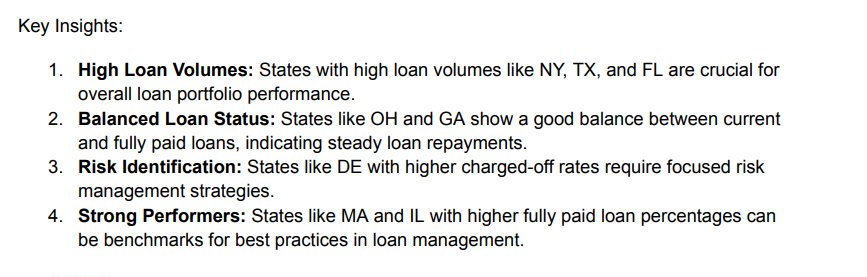 Key Insights:
1. High Loan Volumes: States with high loan volumes like NY, TX, and FL are crucial for
overall loan portfolio performance.
2. Balanced Loan Status: States like OH and GA show a good balance between current
and fully paid loans, indicating steady loan repayments.
3. Risk Identification: States like DE with higher charged-off rates require focused risk
management strategies.
4. Strong Performers: States like MA and IL with higher fully paid loan percentages can
be benchmarks for best practices in loan management.